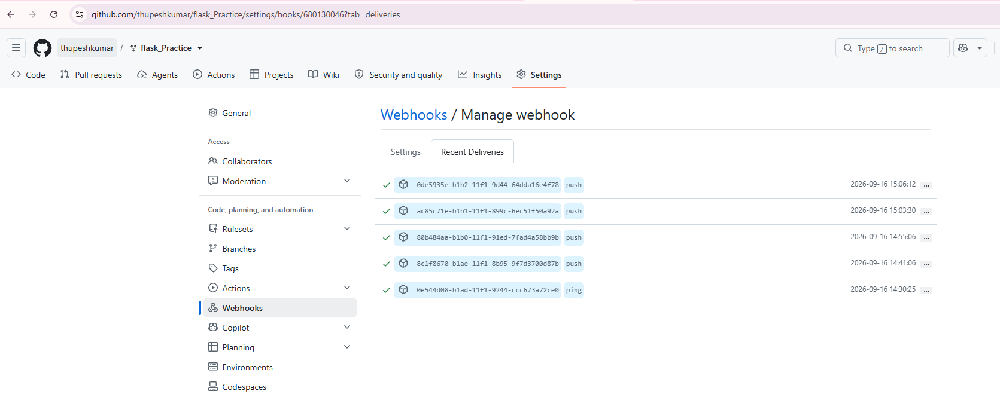 github.com/thupeshkumar/flask_Practice/settings/hooks/680130046?tab=deliveries
thupeshkumar / flask_Practice
Type / to search
Code Pull requests Agents Actions Projects Wiki Security and quality Insights Settings
General
Access
Collaborators
Moderation
Code, planning, and automation
Rulesets
Branches
Tags
Actions
Webhooks
Copilot
Planning
Environments
Codespaces
Webhooks / Manage webhook
Settings Recent Deliveries
0de5935e-b1b2-11f1-9d44-64dda16e4f78 push 2026-09-16 15:06:12 ...
ac85c71e-b1b1-11f1-899c-6ec51f50a92a push 2026-09-16 15:03:30 ...
80b484aa-b1b0-11f1-91ed-7fad4a58bb9b push 2026-09-16 14:55:06 ...
8c1f8670-b1ae-11f1-8b95-9f7d3700d87b push 2026-09-16 14:41:06 ...
0e544d08-b1ad-11f1-9244-ccc673a72ce0 ping 2026-09-16 14:30:25 ...